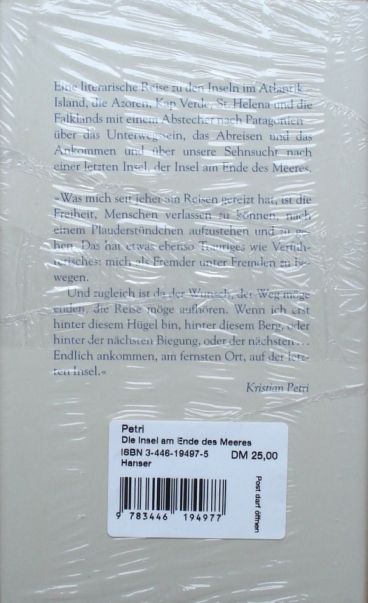 Eine literarische Reise zu den Inseln im Atlantik –
Island, die Azoren, Kap Verde, St. Helena und die
Falklands mit einem Abstecher nach Patagonien –
über das Unterwegsein, das Abreisen und das
Ankommen und über unsere Sehnsucht nach
einer letzten Insel, der Insel am Ende des Meeres.
»Was mich seit jeher am Reisen gereizt hat, ist die
Freiheit, Menschen verlassen zu können, nach
einem Plauderstündchen aufzustehen und zu ge-
hen. Das hat etwas ebenso Trauriges wie Verfüh-
rerisches: mich als Fremder unter Fremden zu be-
wegen.
Und zugleich ist da der Wunsch, der Weg möge
enden, die Reise möge aufhören. Wenn ich erst
hinter diesem Hügel bin, hinter diesem Berg, oder
hinter der nächsten Biegung, oder der nächsten ...
Endlich ankommen, am fernsten Ort, auf der letz-
ten Insel.«
Kristian Petri
Petri
Die Insel am Ende des Meeres
ISBN 3-446-19497-5 DM 25,00
Hanser
Post darf öffnen
9 783446 194977